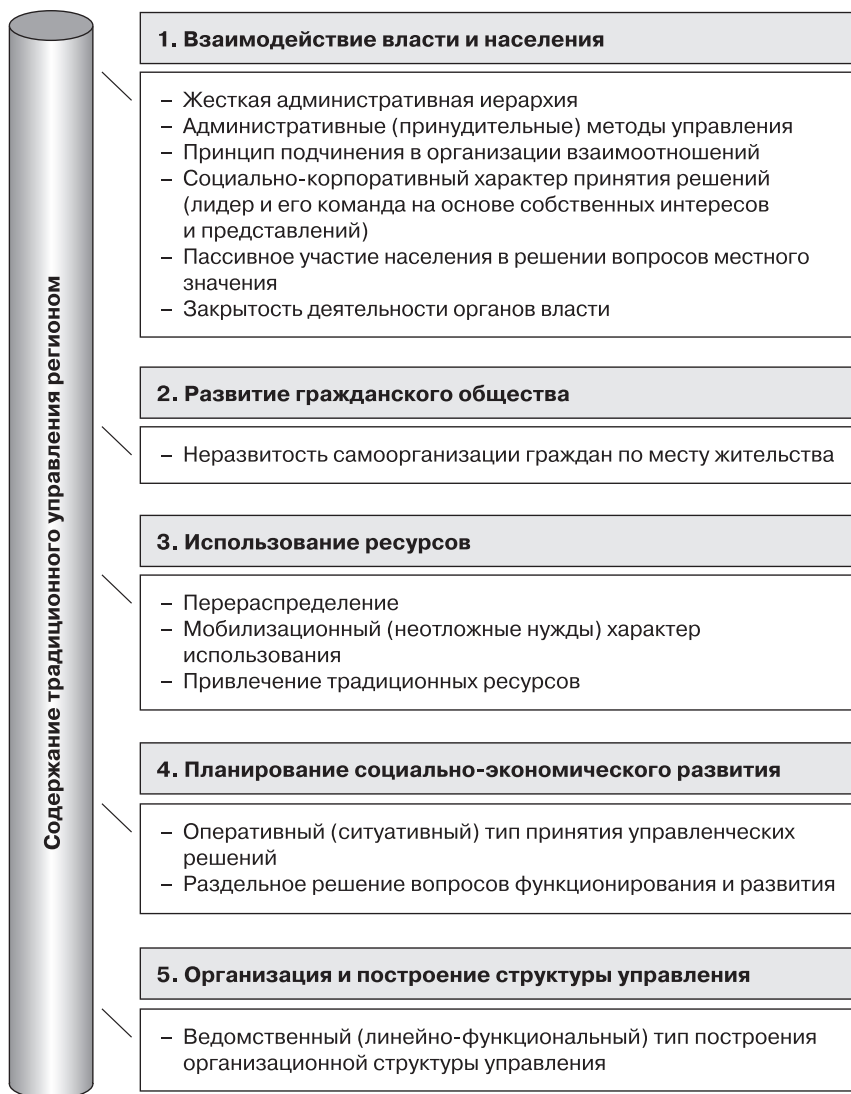 Содержание традиционного управления регионом
1. Взаимодействие власти и населения
– Жесткая административная иерархия
– Административные (принудительные) методы управления
– Принцип подчинения в организации взаимоотношений
– Социально-корпоративный характер принятия решений
(лидер и его команда на основе собственных интересов
и представлений)
– Пассивное участие населения в решении вопросов местного
значения
– Закрытость деятельности органов власти
2. Развитие гражданского общества
– Неразвитость самоорганизации граждан по месту жительства
3. Использование ресурсов
– Перераспределение
– Мобилизационный (неотложные нужды) характер
использования
– Привлечение традиционных ресурсов
4. Планирование социально-экономического развития
– Оперативный (ситуативный) тип принятия управленческих
решений
– Раздельное решение вопросов функционирования и развития
5. Организация и построение структуры управления
– Ведомственный (линейно-функциональный) тип построения
организационной структуры управления